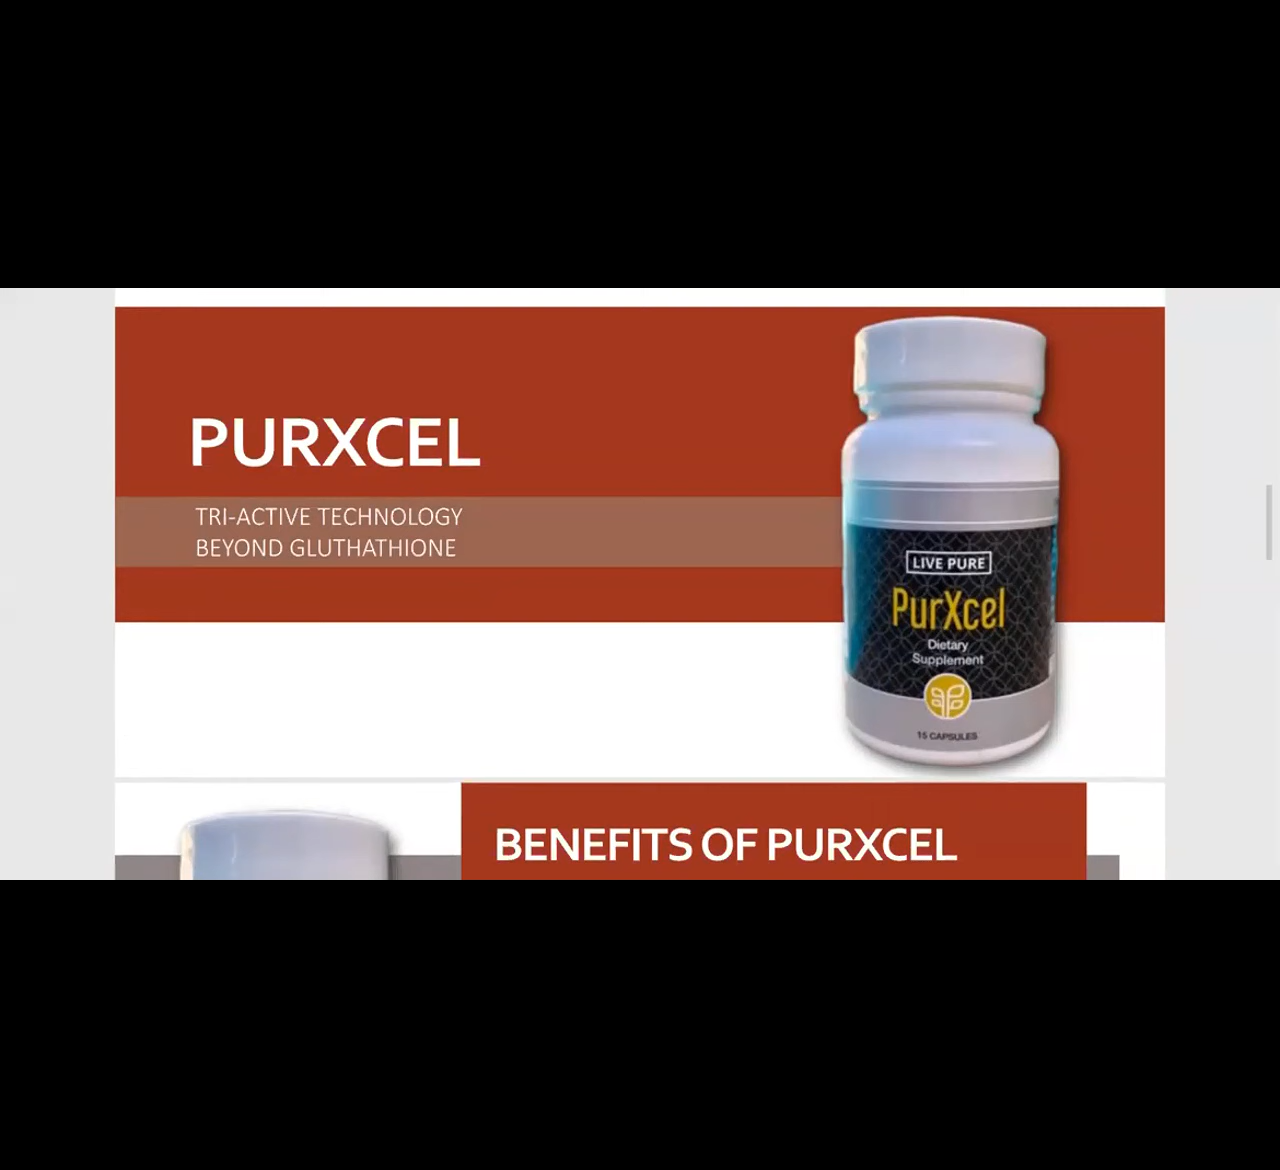 PURXCEL
TRI-ACTIVE TECHNOLOGY
BEYOND GLUTHATHIONE
LIVE PURE
PurXcel
Dietary
Supplement
15 CAPSULES
BENEFITS OF PURXCEL